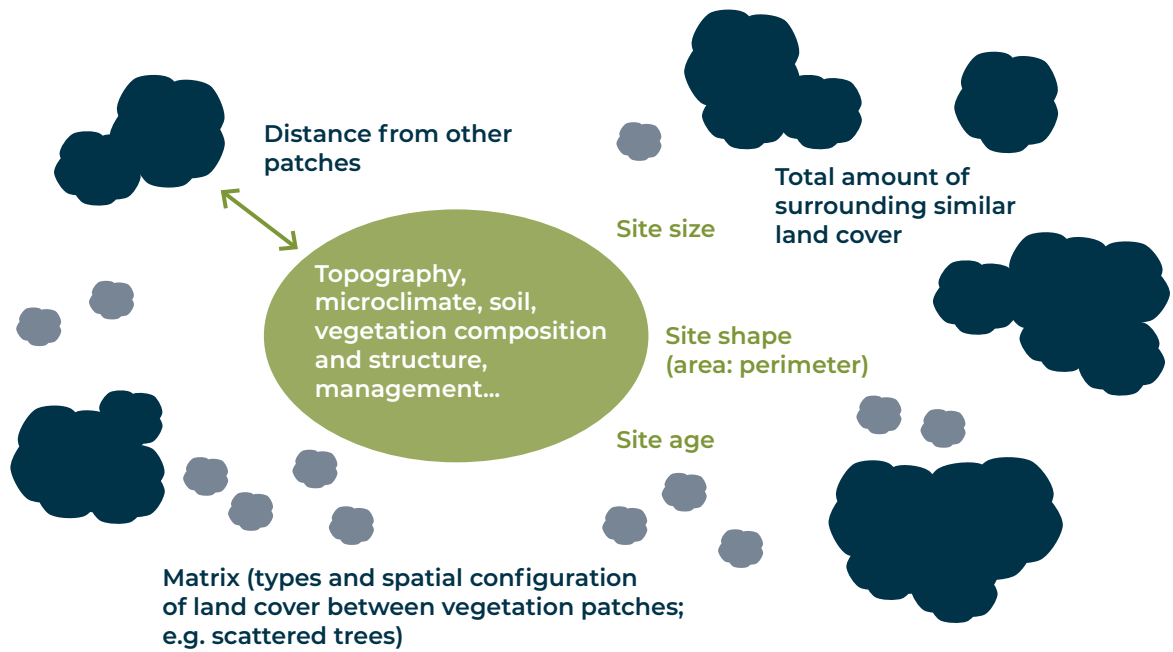 Distance from other
patches
Total amount of
surrounding similar
land cover
Site size
Topography,
microclimate, soil,
vegetation composition
and structure,
management...
Site shape
(area: perimeter)
Site age
Matrix (types and spatial configuration
of land cover between vegetation patches;
e.g. scattered trees)